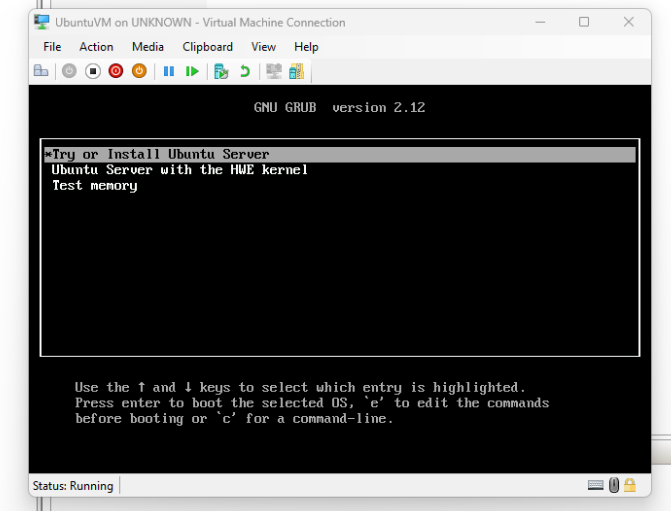 UbuntuVM on UNKNOWN - Virtual Machine Connection
File Action Media Clipboard View Help
GNU GRUB version 2.12
*Try or Install Ubuntu Server
Ubuntu Server with the HWE kernel
Test memory
Use the ↑ and ↓ keys to select which entry is highlighted.
Press enter to boot the selected OS, `e' to edit the commands
before booting or `c' for a command-line.
Status: Running